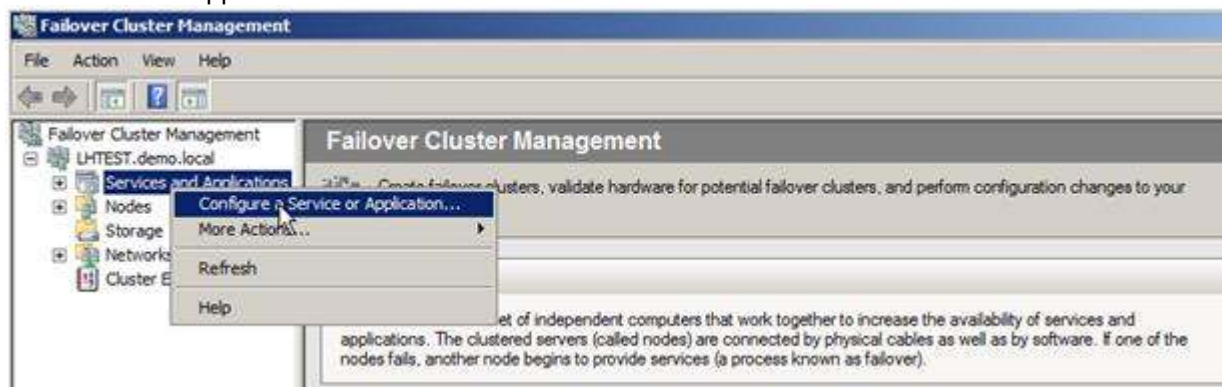 Failover Cluster Management
File Action View Help
Failover Cluster Management
LHTEST.demo.local
Services and Applications
Nodes
Storage
Networks
Cluster E
Configure a Service or Application...
More Actions...
Refresh
Help
Failover Cluster Management
Create failover clusters, validate hardware for potential failover clusters, and perform configuration changes to your
et of independent computers that work together to increase the availability of services and
applications. The clustered servers (called nodes) are connected by physical cables as well as by software. If one of the
nodes fails, another node begins to provide services (a process known as failover).